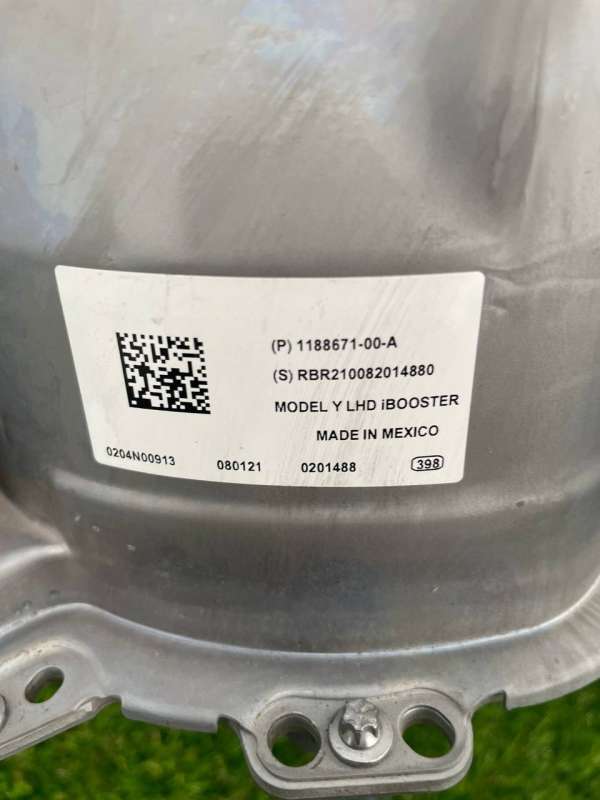 (P) 1188671-00-A
(S) RBR210082014880
MODEL Y LHD iBOOSTER
MADE IN MEXICO
0204N00913 080121 0201488 398